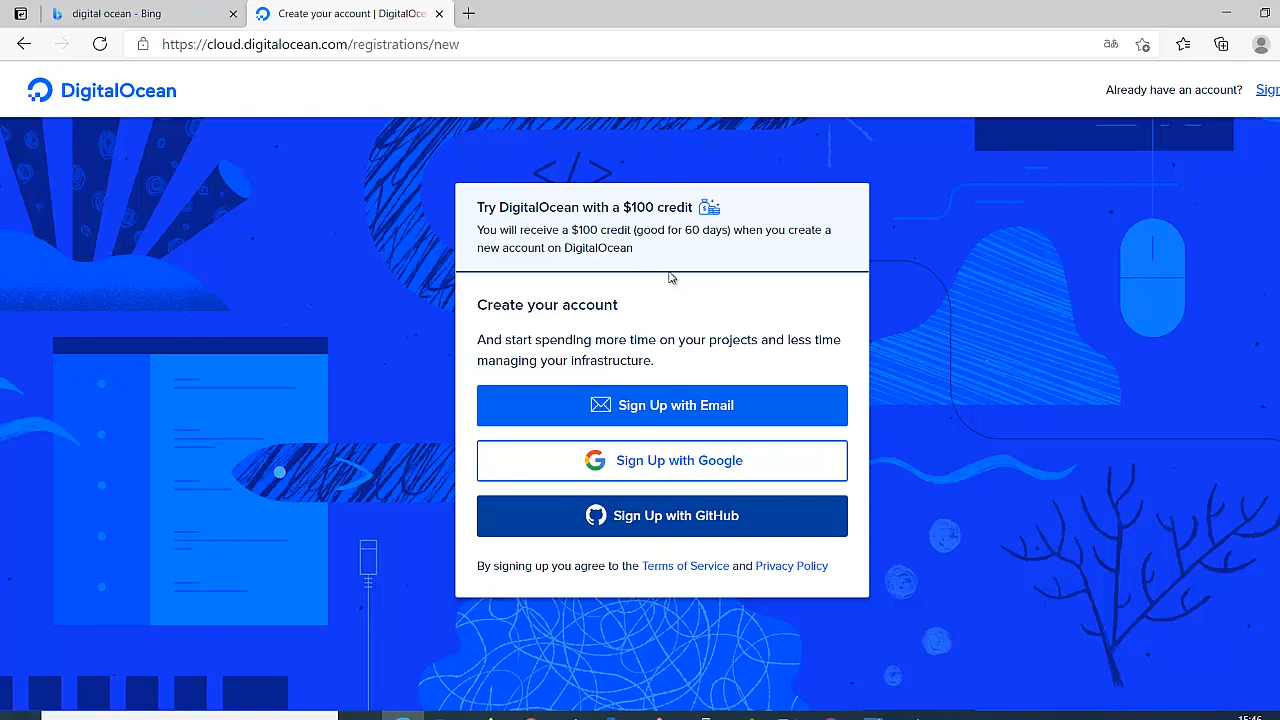 digital ocean - Bing
Create your account | DigitalOce
https://cloud.digitalocean.com/registrations/new
DigitalOcean
Already have an account? Sign
</>
Try DigitalOcean with a $100 credit
You will receive a $100 credit (good for 60 days) when you create a
new account on DigitalOcean
Create your account
And start spending more time on your projects and less time
managing your infrastructure.
Sign Up with Email
Sign Up with Google
Sign Up with GitHub
By signing up you agree to the Terms of Service and Privacy Policy
15:46